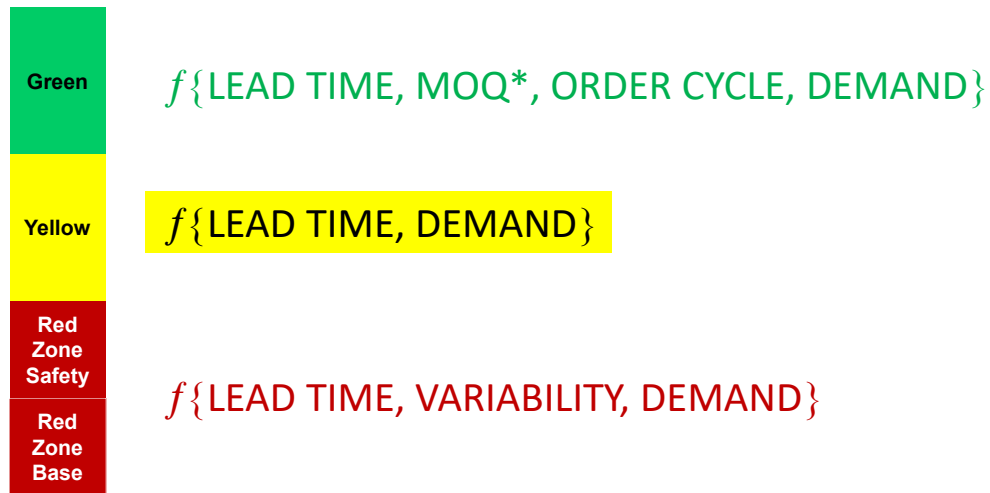 Green
f{LEAD TIME, MOQ*, ORDER CYCLE, DEMAND}
Yellow
f{LEAD TIME, DEMAND}
Red
Zone
Safety
f{LEAD TIME, VARIABILITY, DEMAND}
Red
Zone
Base